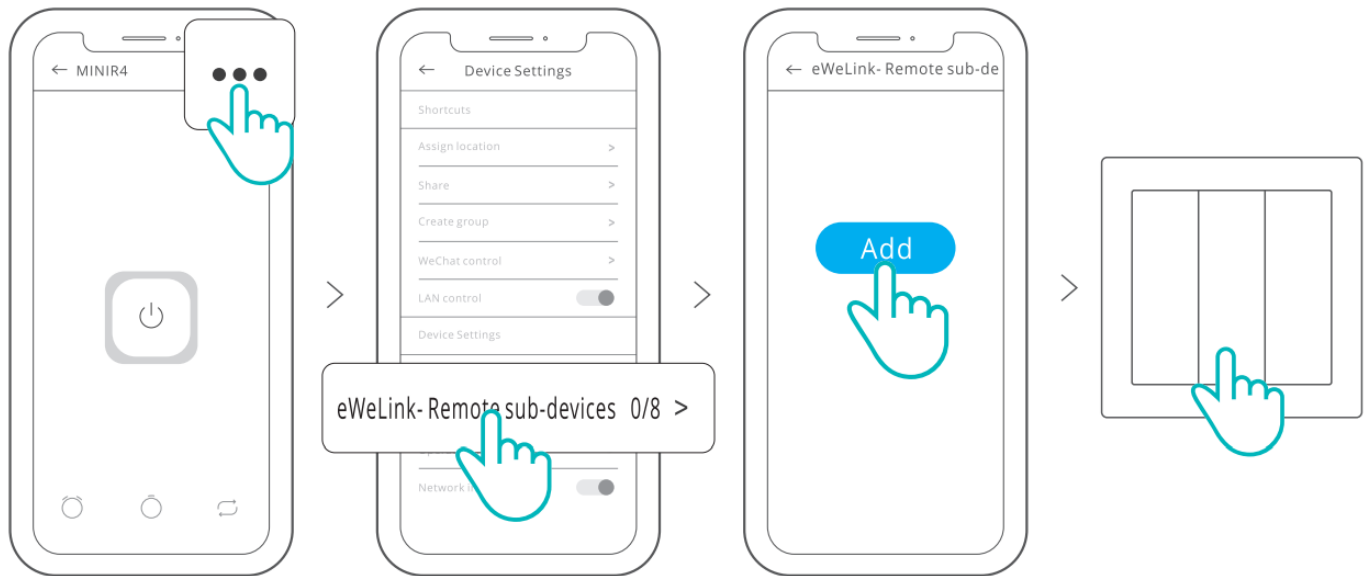 ← MINIR4
← Device Settings
Shortcuts
Assign location >
Share >
Create group >
WeChat control >
LAN control
Device Settings
eWeLink- Remote sub-devices 0/8 >
← eWeLink- Remote sub-de
Add